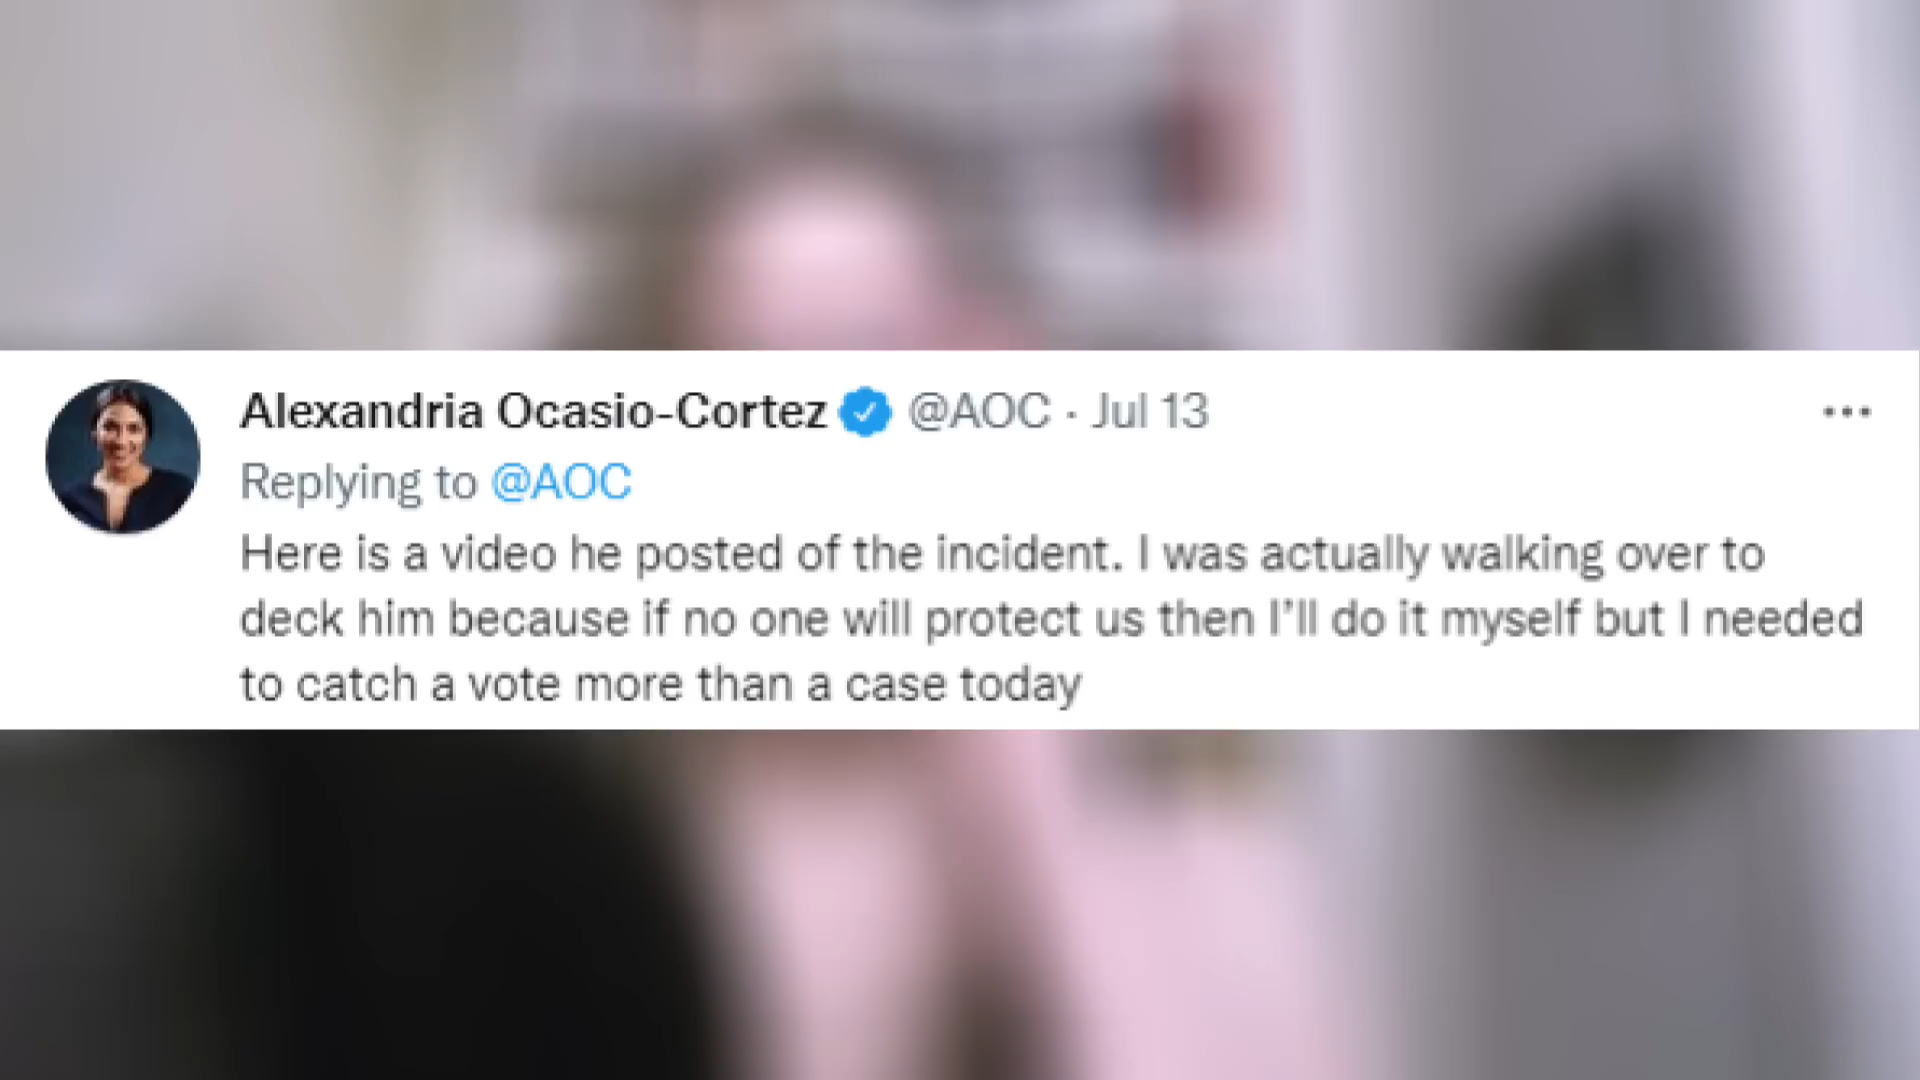 Alexandria Ocasio-Cortez @AOC · Jul 13
Replying to @AOC
Here is a video he posted of the incident. I was actually walking over to
deck him because if no one will protect us then I’ll do it myself but I needed
to catch a vote more than a case today